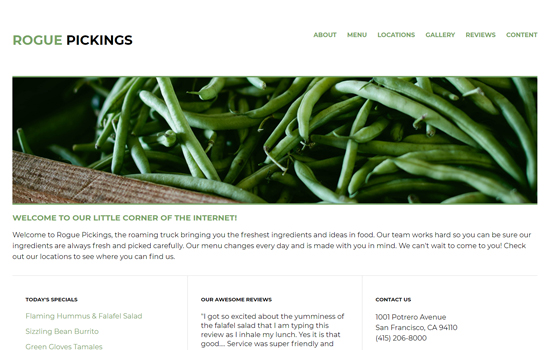 ROGUE PICKINGS
ABOUT MENU LOCATIONS GALLERY REVIEWS CONTENT
WELCOME TO OUR LITTLE CORNER OF THE INTERNET!
Welcome to Rogue Pickings, the roaming truck bringing you the freshest ingredients and ideas in food. Our team works hard so you can be sure our
ingredients are always fresh and picked carefully. Our menu changes every day and is made with you in mind. We can't wait to come to you! Check
out our locations to see where you can find us.
TODAY'S SPECIALS
Flaming Hummus & Falafel Salad
Sizzling Bean Burrito
Green Gloves Tamales
OUR AWESOME REVIEWS
"I got so excited about the yumminess of
the falafel salad that I am typing this
review as I inhale my lunch. Yes it is that
good.... Service was super friendly and
CONTACT US
1001 Potrero Avenue
San Francisco, CA 94110
(415) 206-8000